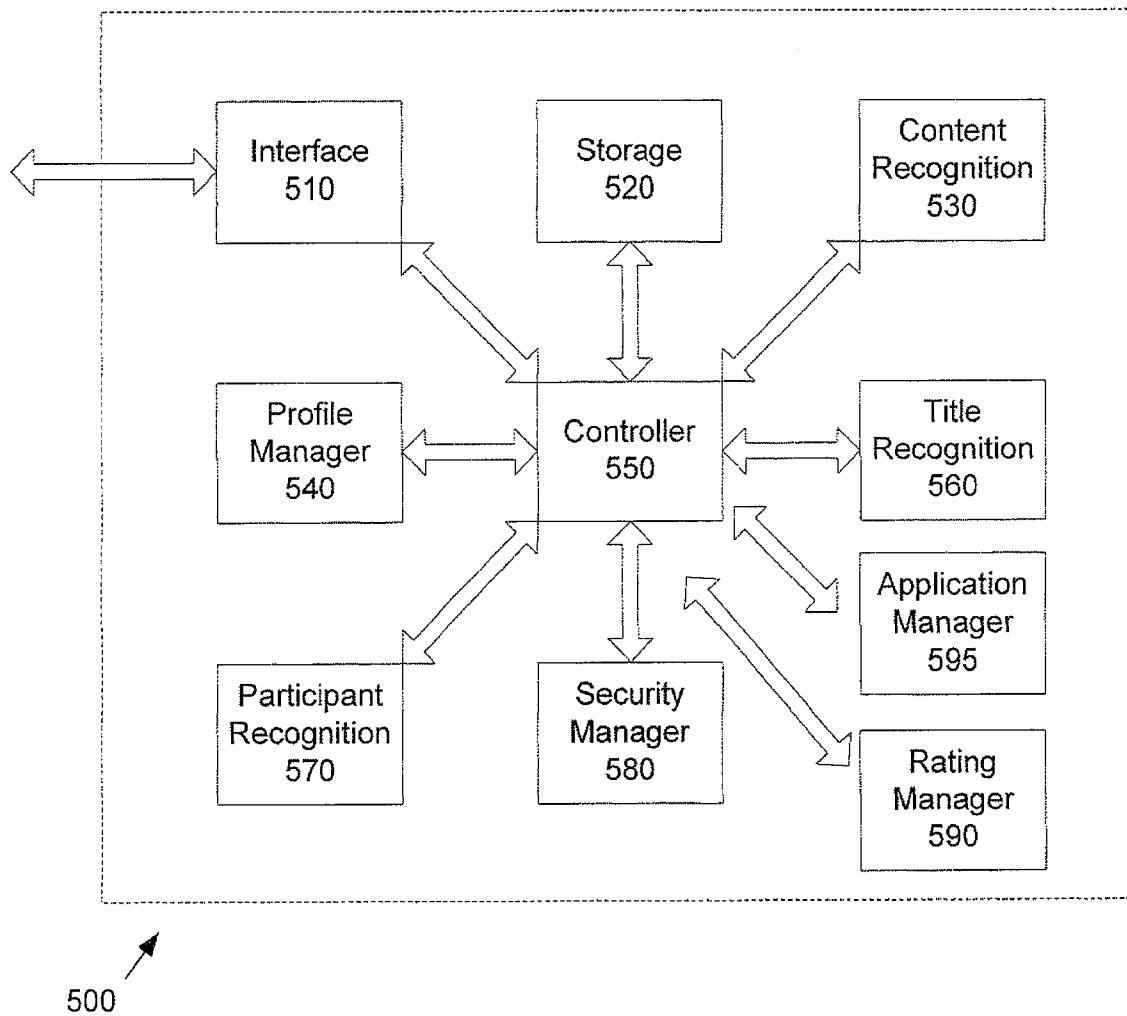 Interface
510
Storage
520
Content
Recognition
530
Profile
Manager
540
Controller
550
Title
Recognition
560
Application
Manager
595
Participant
Recognition
570
Security
Manager
580
Rating
Manager
590
500